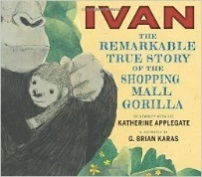 IVAN
THE
REMARKABLE
TRUE STORY
OF THE
SHOPPING
MALL
GORILLA
KATHERINE APPLEGATE
G. BRIAN KARAS